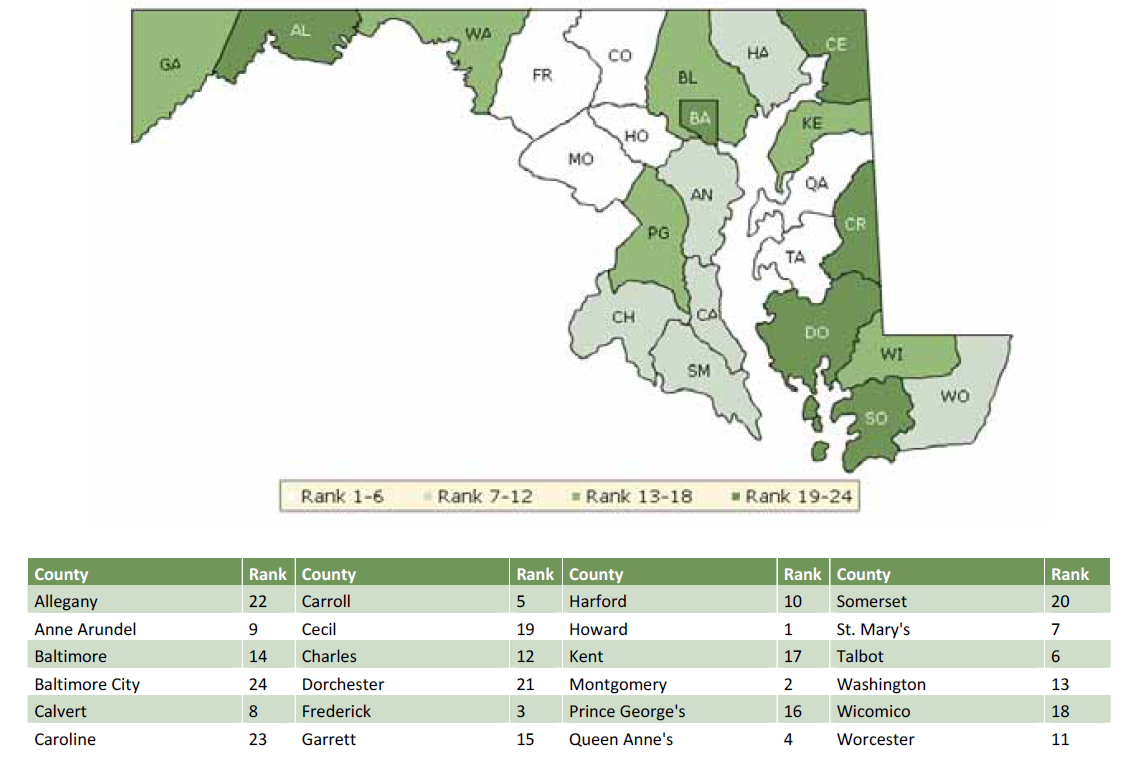 GA
AL
WA
FR
CO
BL
HA
CE
BA
KE
HO
MO
AN
QA
PG
CR
TA
CH
CA
DO
WI
SM
WO
SO
Rank 1-6 Rank 7-12 Rank 13-18 Rank 19-24
County Rank County Rank County Rank County Rank
Allegany 22 Carroll 5 Harford 10 Somerset 20
Anne Arundel 9 Cecil 19 Howard 1 St. Mary's 7
Baltimore 14 Charles 12 Kent 17 Talbot 6
Baltimore City 24 Dorchester 21 Montgomery 2 Washington 13
Calvert 8 Frederick 3 Prince George's 16 Wicomico 18
Caroline 23 Garrett 15 Queen Anne's 4 Worcester 11